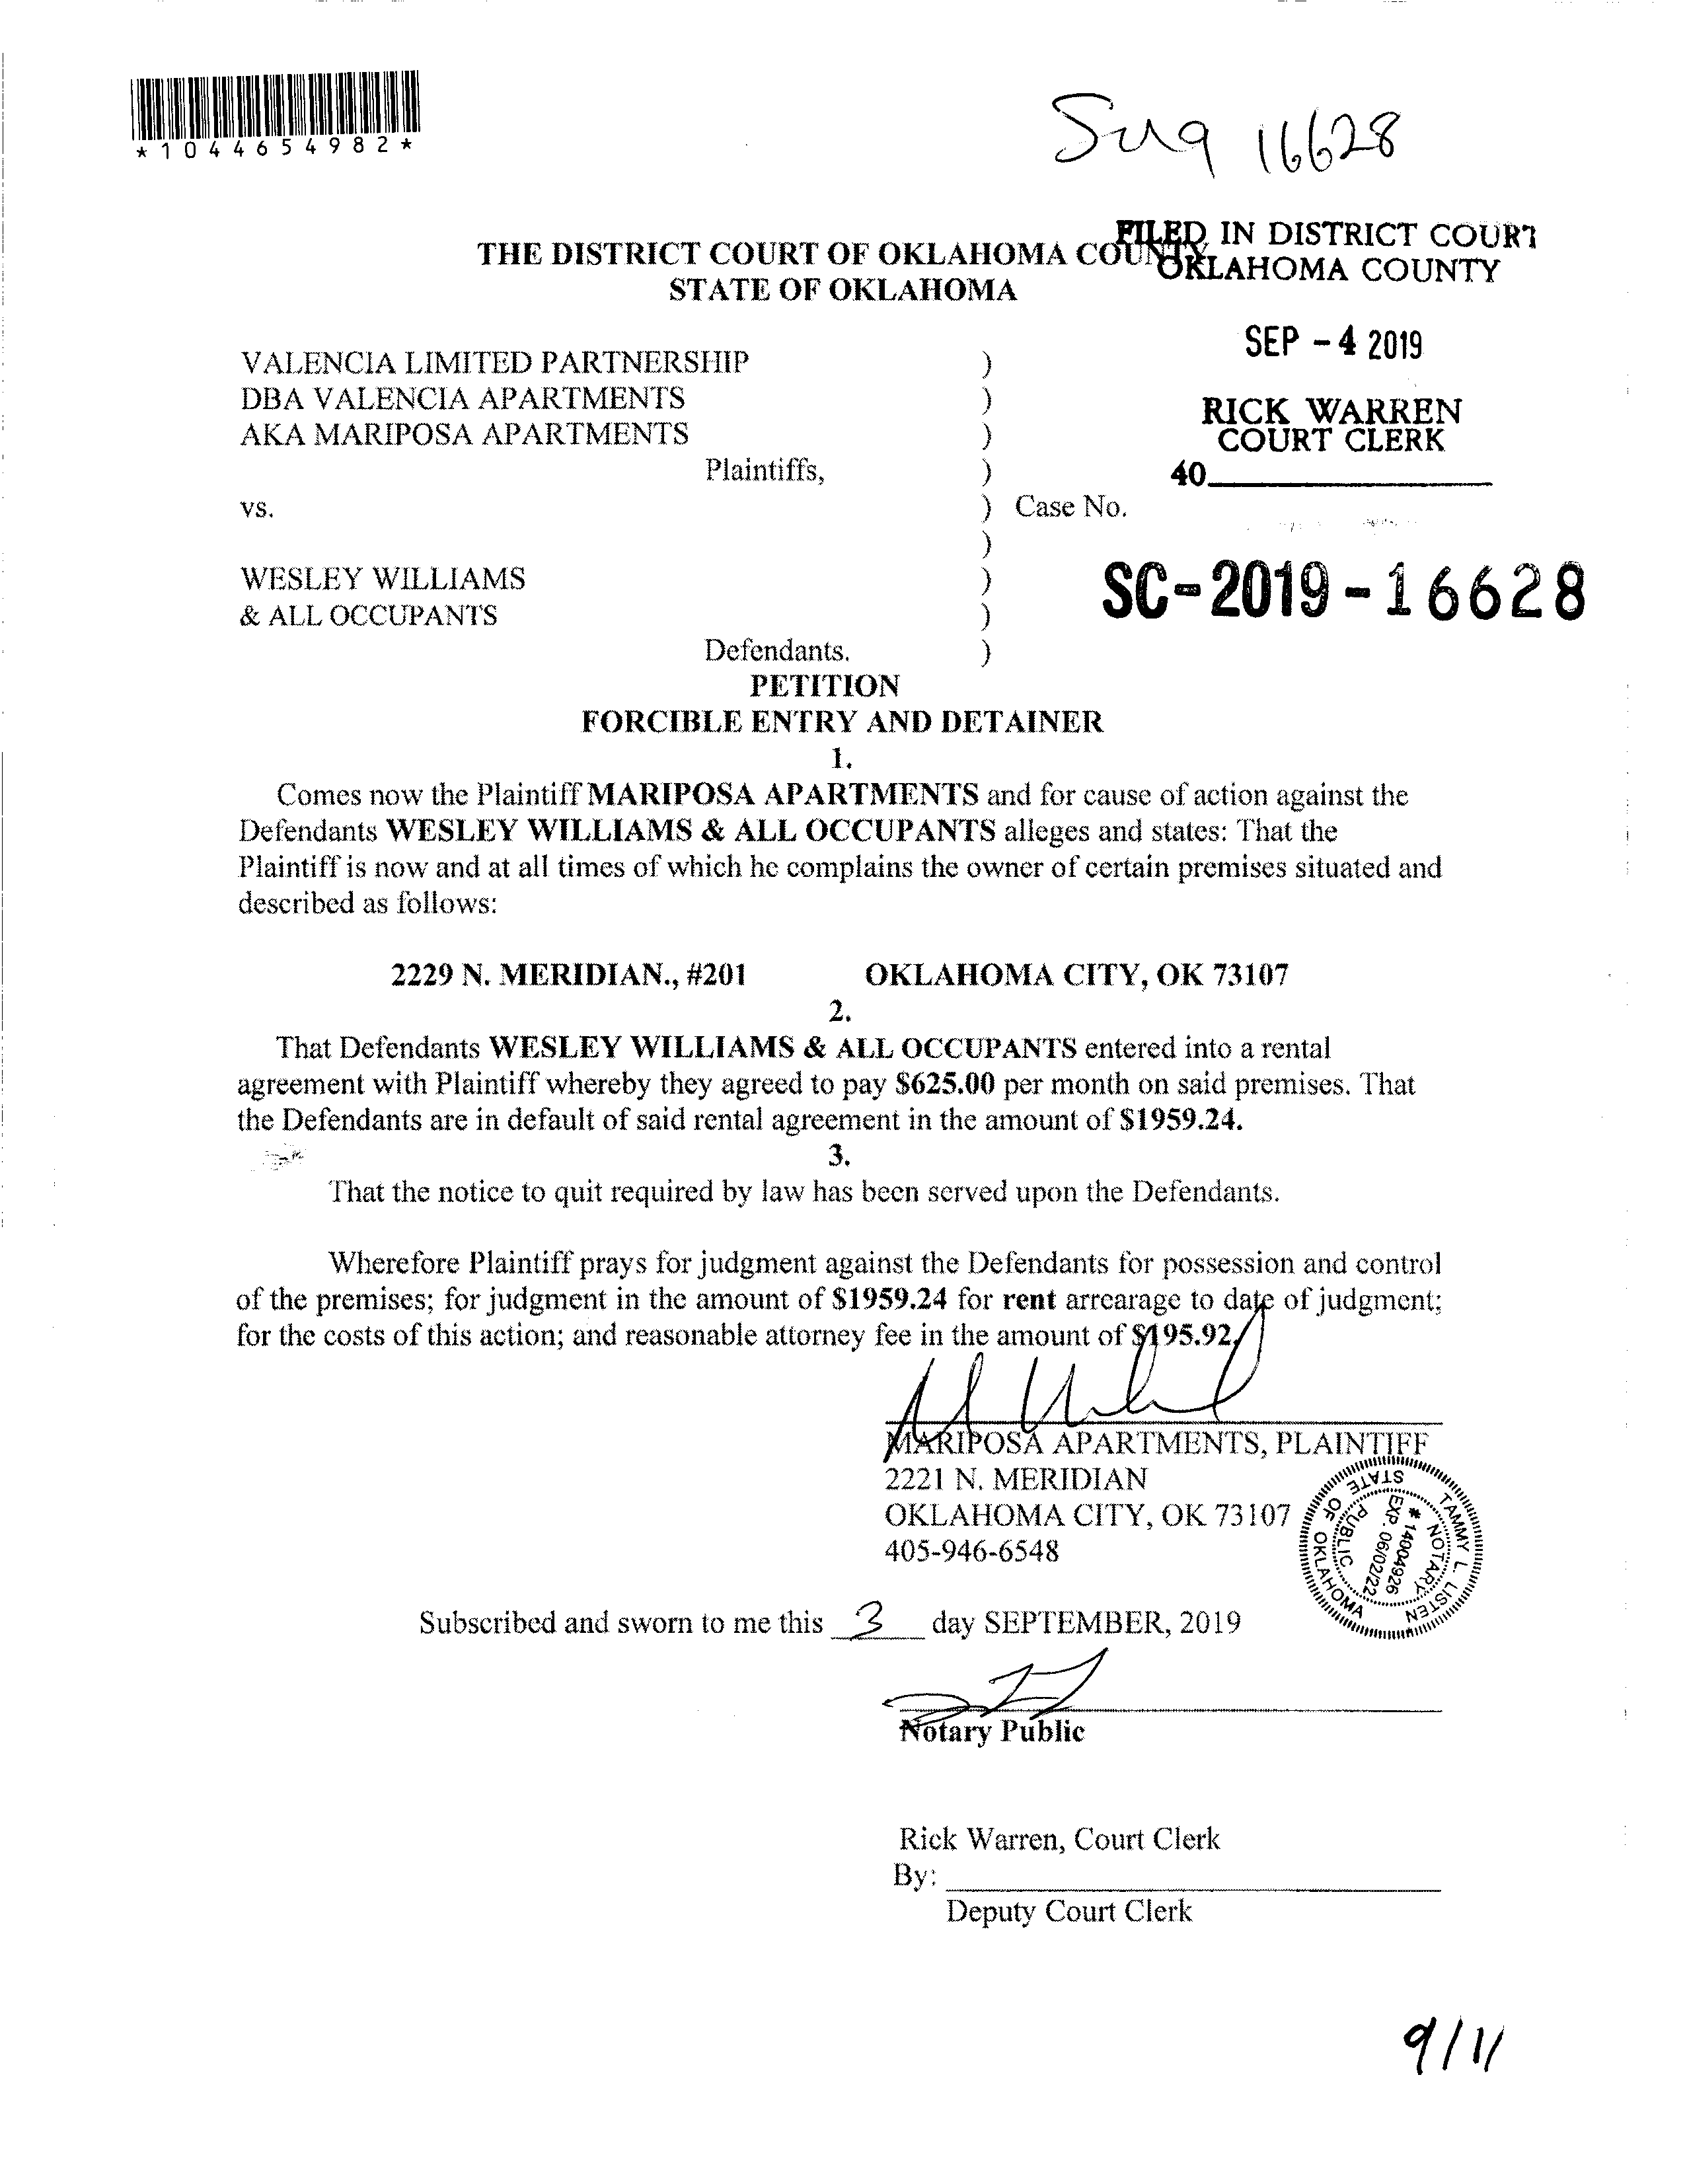 *1044654982*
16628
FILED IN DISTRICT COURT
OKLAHOMA COUNTY
THE DISTRICT COURT OF OKLAHOMA COUNTY
STATE OF OKLAHOMA
SEP - 4 2019
RICK WARREN
COURT CLERK
40
VALENCIA LIMITED PARTNERSHIP )
DBA VALENCIA APARTMENTS )
AKA MARIPOSA APARTMENTS )
Plaintiffs, )
vs. ) Case No.
)
WESLEY WILLIAMS ) SC-2019-16628
& ALL OCCUPANTS )
Defendants. )
PETITION
FORCIBLE ENTRY AND DETAINER
1.
Comes now the Plaintiff MARIPOSA APARTMENTS and for cause of action against the
Defendants WESLEY WILLIAMS & ALL OCCUPANTS alleges and states: That the
Plaintiff is now and at all times of which he complains the owner of certain premises situated and
described as follows:
2229 N. MERIDIAN., #201 OKLAHOMA CITY, OK 73107
2.
That Defendants WESLEY WILLIAMS & ALL OCCUPANTS entered into a rental
agreement with Plaintiff whereby they agreed to pay $625.00 per month on said premises. That
the Defendants are in default of said rental agreement in the amount of $1959.24.
3.
That the notice to quit required by law has been served upon the Defendants.
Wherefore Plaintiff prays for judgment against the Defendants for possession and control
of the premises; for judgment in the amount of $1959.24 for rent arrearage to date of judgment;
for the costs of this action; and reasonable attorney fee in the amount of $195.92.
MARIPOSA APARTMENTS, PLAINTIFF
2221 N. MERIDIAN
OKLAHOMA CITY, OK 73107
405-946-6548
TAMMY L. LISTEN
NOTARY
# 14004926
EXP. 06/02/22
PUBLIC
STATE OF OKLAHOMA
Subscribed and sworn to me this 3 day SEPTEMBER, 2019
Notary Public
Rick Warren, Court Clerk
By:
Deputy Court Clerk
9/11